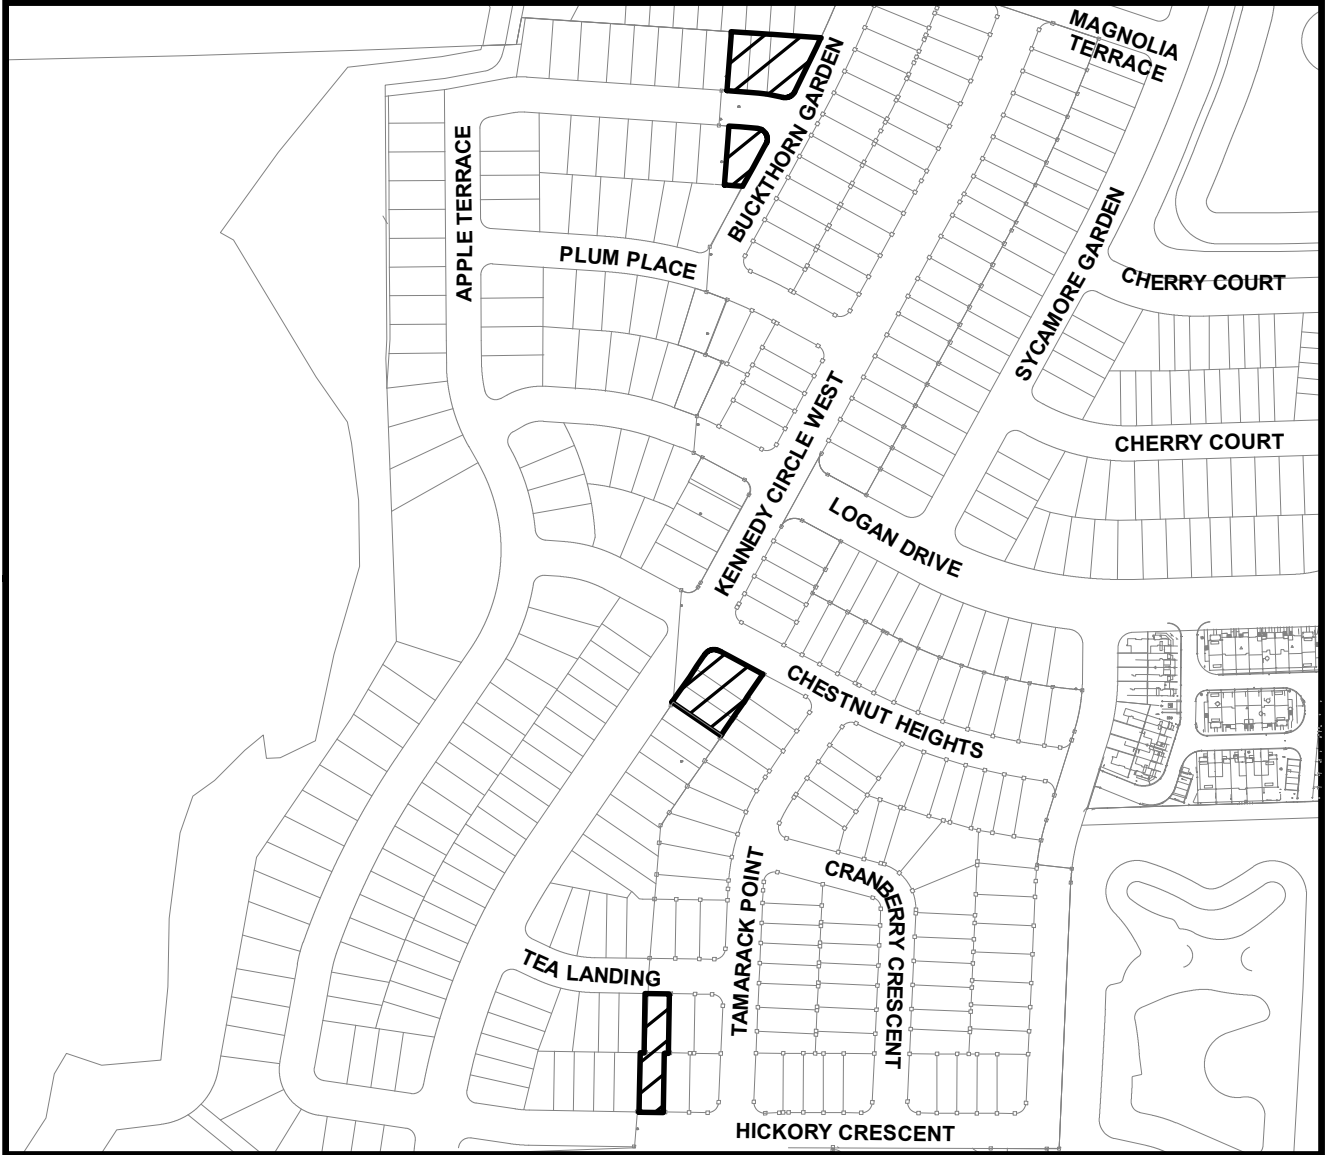 MAGNOLIA
TERRACE
BUCKTHORN GARDEN
APPLE TERRACE
PLUM PLACE
SYCAMORE GARDEN
CHERRY COURT
KENNEDY CIRCLE WEST
CHERRY COURT
LOGAN DRIVE
CHESTNUT HEIGHTS
TAMARACK POINT
CRANBERRY CRESCENT
TEA LANDING
HICKORY CRESCENT